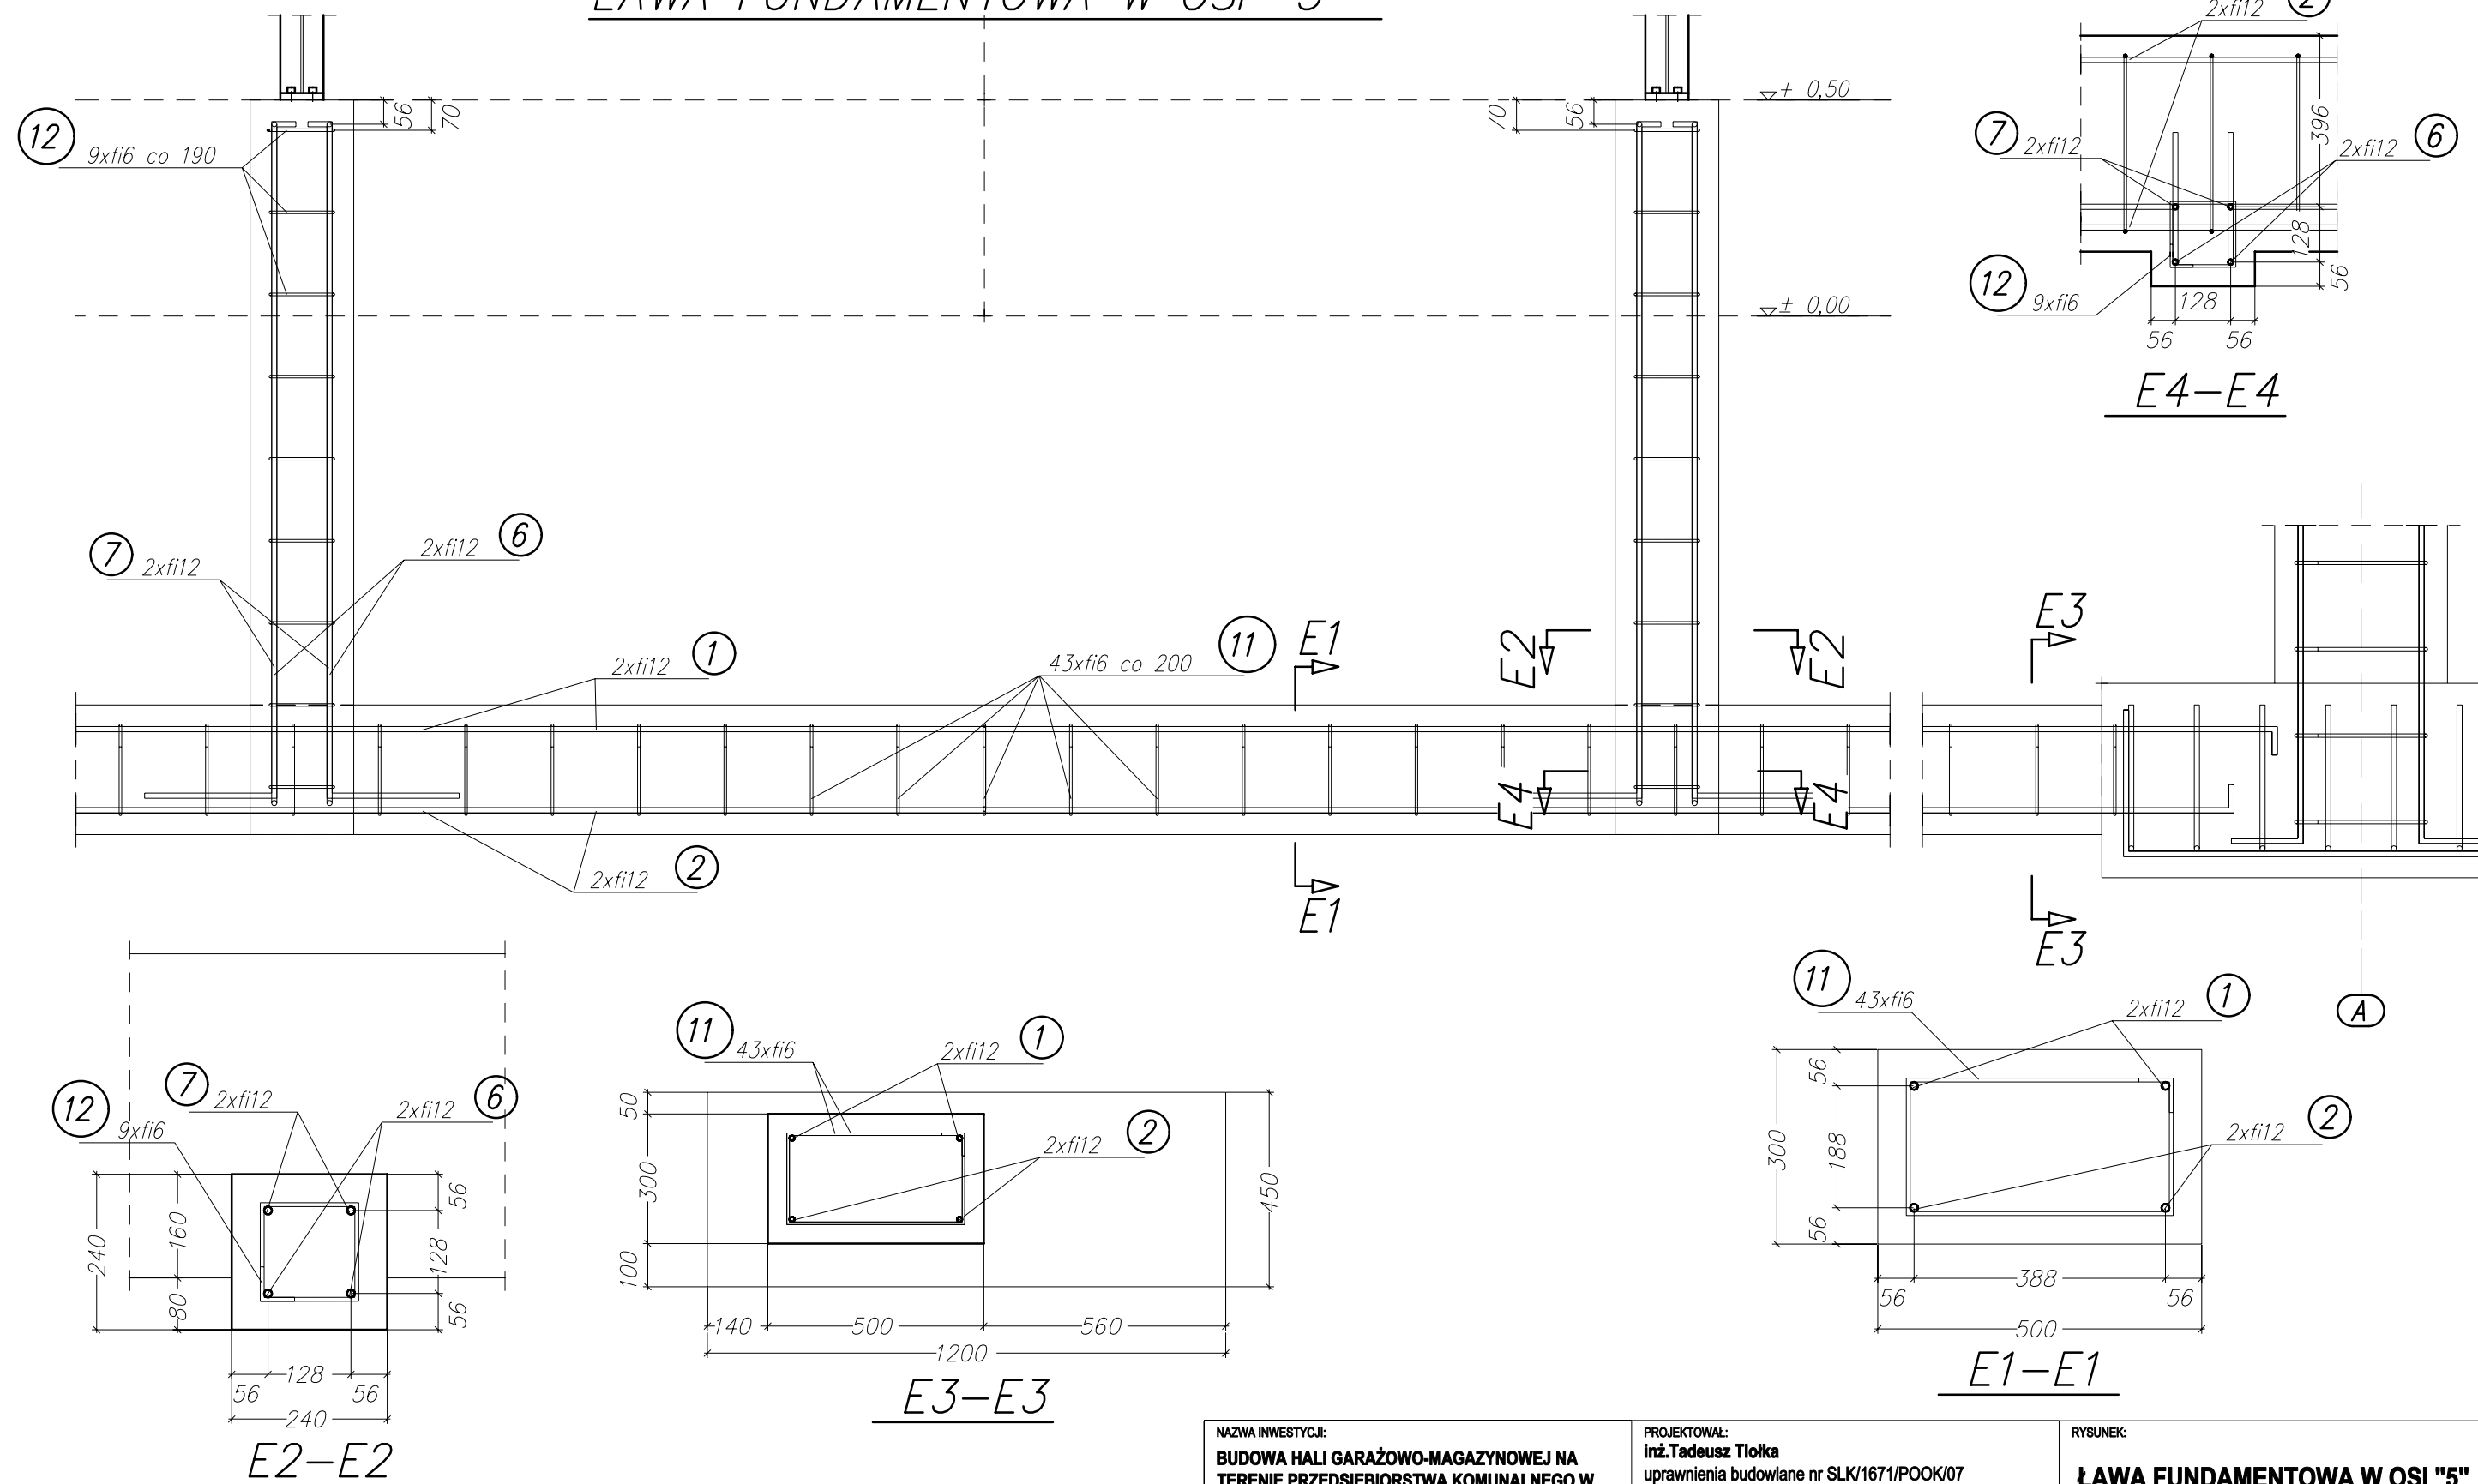 ŁAWA FUNDAMENTOWA W OSI "5"
12
9xfi6 co 190
56
70
70
56
+ 0,50
± 0,00
2xfi12
2
7
2xfi12
2xfi12
6
396
128
56
12
9xfi6
128
56
56
E4-E4
7
2xfi12
2xfi12
6
2xfi12
1
43xfi6 co 200
11
E1
E2
E2
E3
E4
E4
2xfi12
2
E1
E3
A
12
9xfi6
7
2xfi12
2xfi12
6
240
160
80
56
128
56
56
128
56
240
E2-E2
11
43xfi6
2xfi12
1
2xfi12
2
50
300
100
450
140
500
560
1200
E3-E3
11
43xfi6
2xfi12
1
2xfi12
2
300
56
188
56
56
388
56
500
E1-E1
NAZWA INWESTYCJI:
BUDOWA HALI GARAŻOWO-MAGAZYNOWEJ NA
TERENIE PRZEDSIĘBIORSTWA KOMUNALNEGO W
PROJEKTOWAŁ:
inż.Tadeusz Tlołka
uprawnienia budowlane nr SLK/1671/POOK/07
RYSUNEK:
ŁAWA FUNDAMENTOWA W OSI "5"